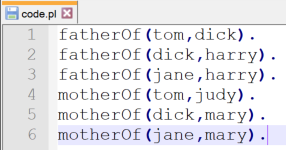 code.pl
1 fatherOf(tom,dick).
2 fatherOf(dick,harry).
3 fatherOf(jane,harry).
4 motherOf(tom,judy).
5 motherOf(dick,mary).
6 motherOf(jane,mary).